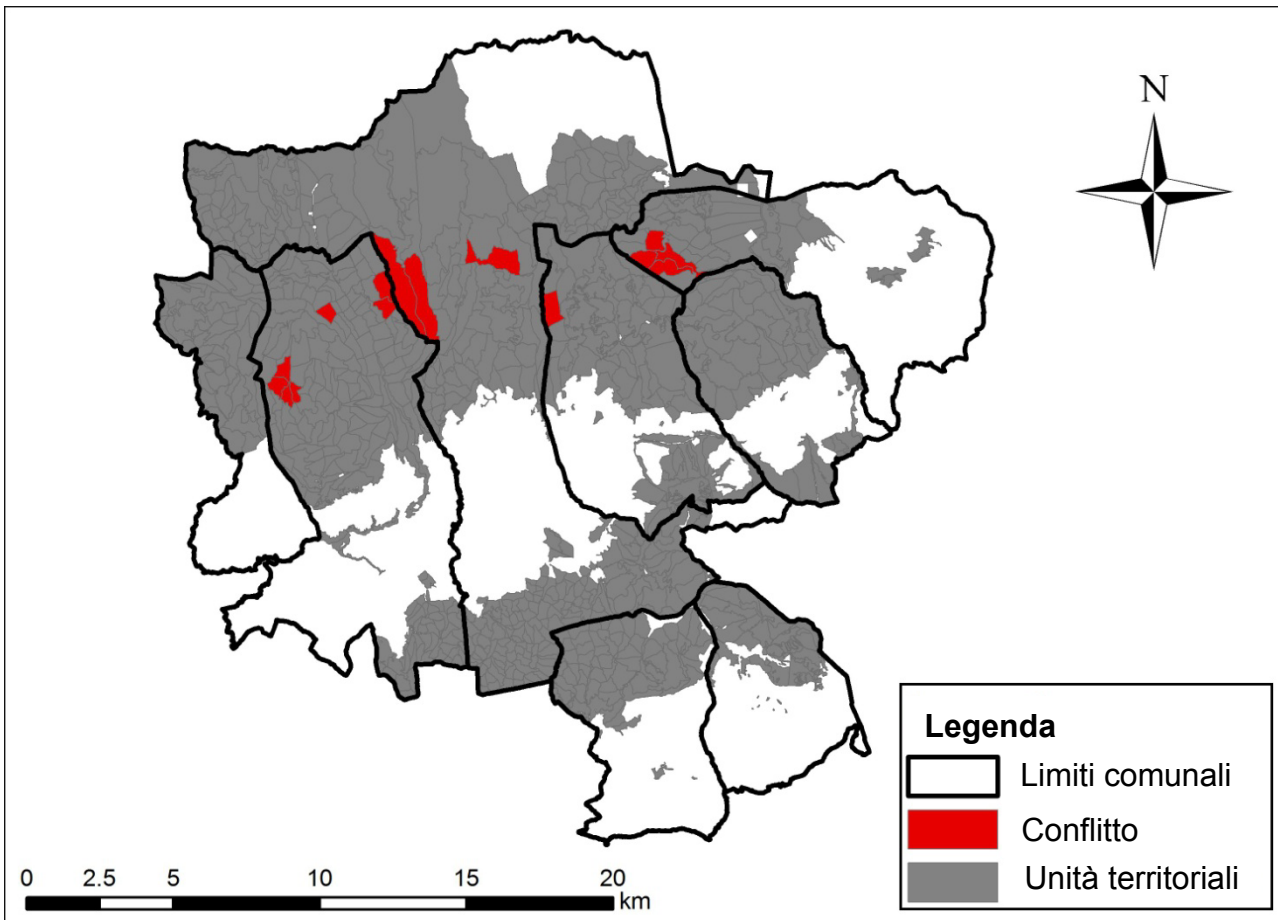 N
Legenda
Limiti comunali
Conflitto
Unità territoriali
0 2.5 5 10 15 20
km